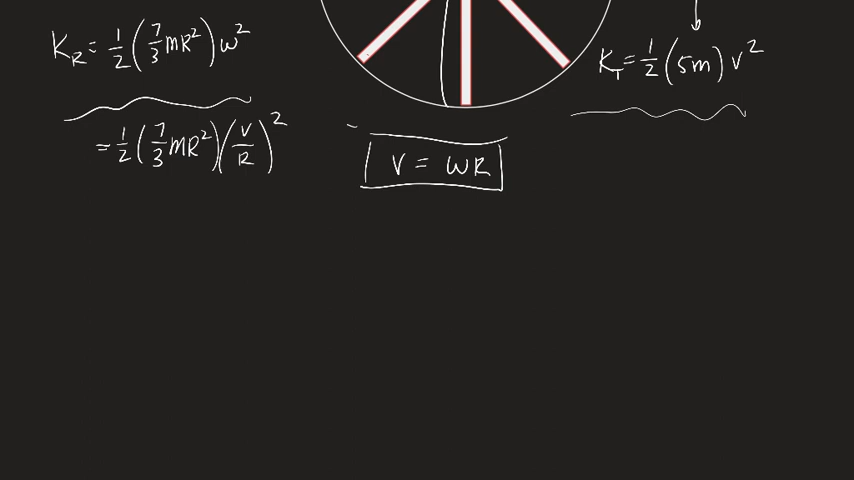 K_R = 1/2 (7/3 mR²) ω²
= 1/2 (7/3 mR²) (V/R)²
V = ωR
K_T = 1/2 (5m) v²